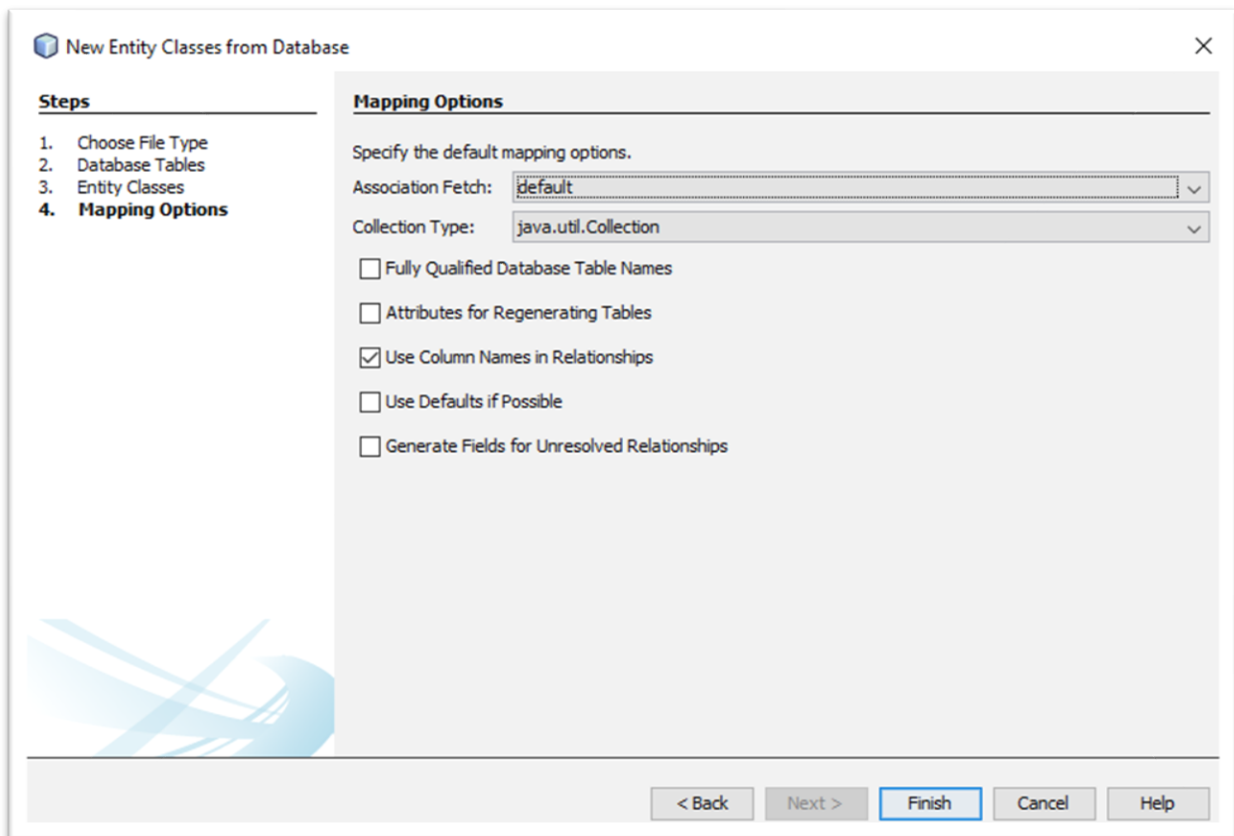 New Entity Classes from Database
Steps
1. Choose File Type
2. Database Tables
3. Entity Classes
4. Mapping Options
Mapping Options
Specify the default mapping options.
Association Fetch: default
Collection Type: java.util.Collection
Fully Qualified Database Table Names
Attributes for Regenerating Tables
Use Column Names in Relationships
Use Defaults if Possible
Generate Fields for Unresolved Relationships
< Back Next > Finish Cancel Help